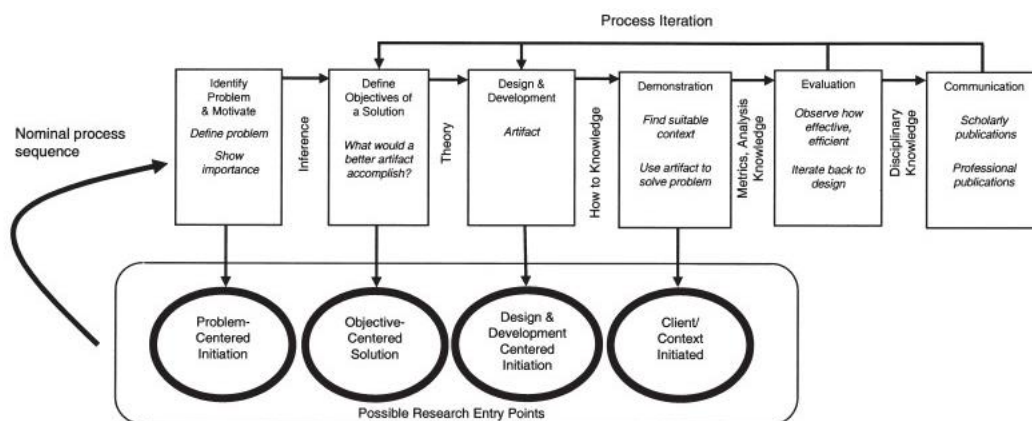 Process Iteration
Nominal process
sequence
Identify
Problem
& Motivate
Define problem
Show
importance
Inference
Define
Objectives of
a Solution
What would a
better artifact
accomplish?
Theory
Design &
Development
Artifact
How to Knowledge
Demonstration
Find suitable
context
Use artifact to
solve problem
Metrics, Analysis
Knowledge
Evaluation
Observe how
effective,
efficient
Iterate back to
design
Disciplinary
Knowledge
Communication
Scholarly
publications
Professional
publications
Problem-
Centered
Initiation
Objective-
Centered
Solution
Design &
Development
Centered
Initiation
Client/
Context
Initiated
Possible Research Entry Points